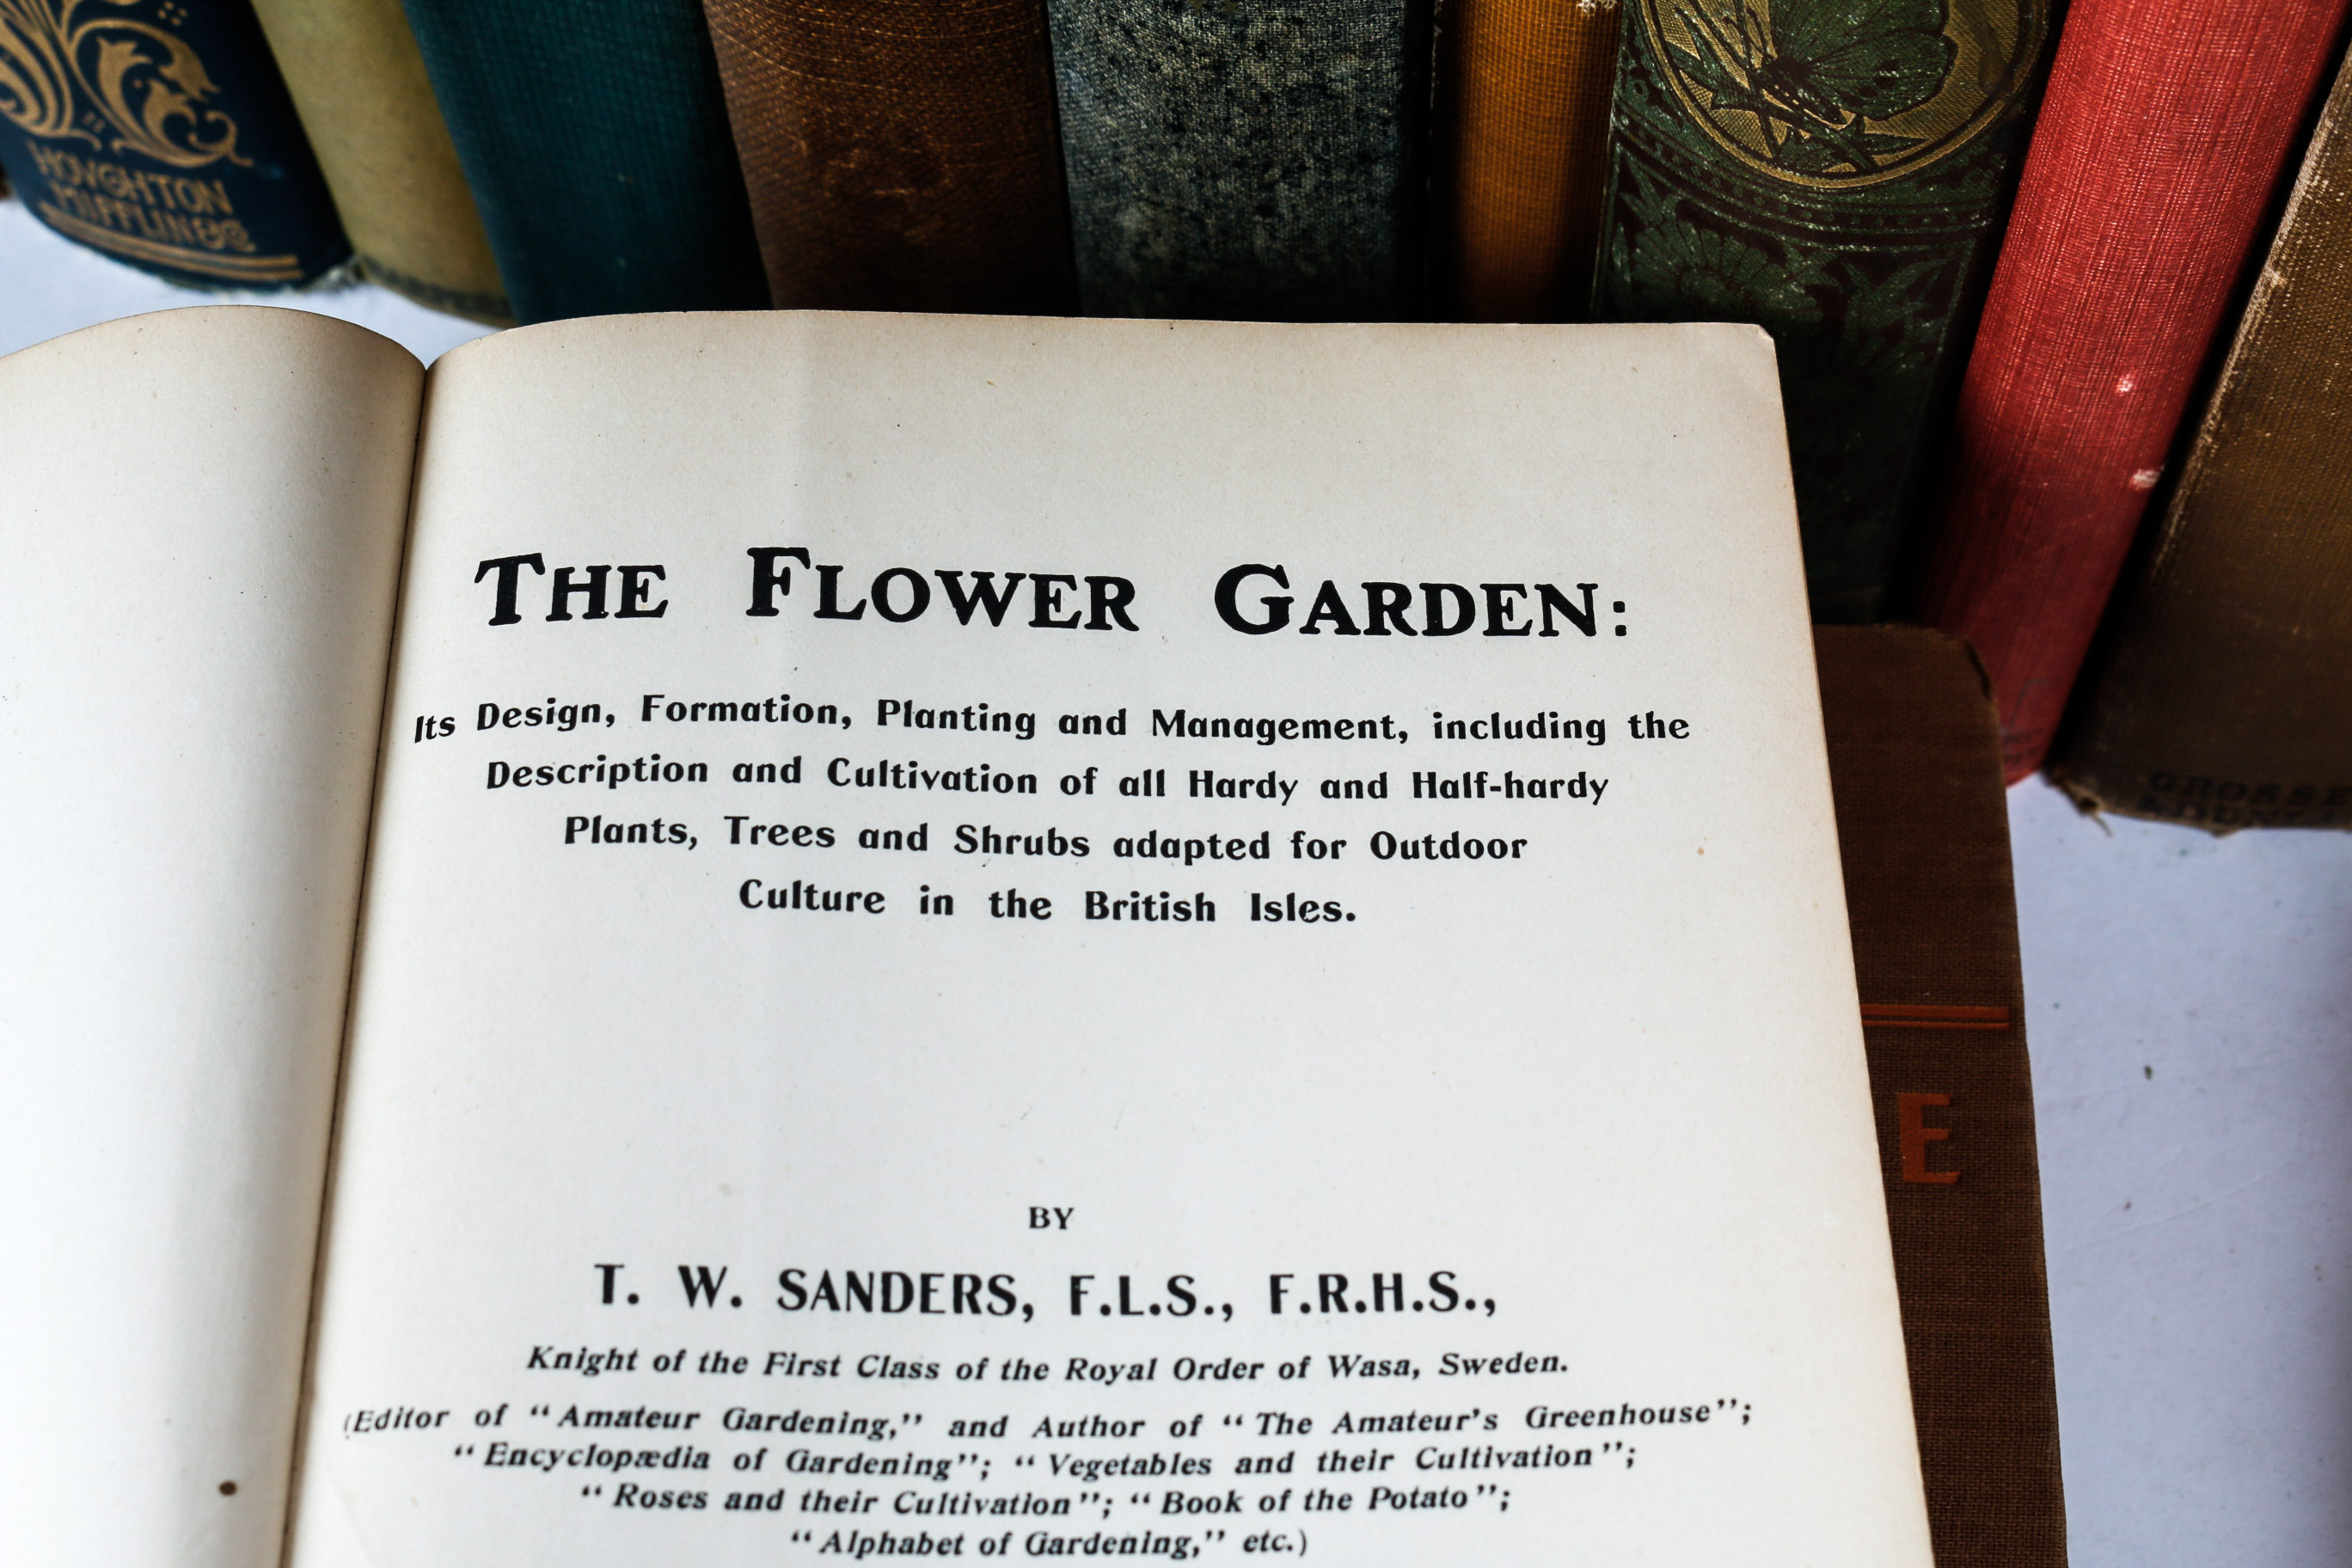 HOVGHTON
MIFFLIN & CO
THE FLOWER GARDEN:
Its Design, Formation, Planting and Management, including the
Description and Cultivation of all Hardy and Half-hardy
Plants, Trees and Shrubs adapted for Outdoor
Culture in the British Isles.
GROSSE
& DUN
E
BY
T. W. SANDERS, F.L.S., F.R.H.S.,
Knight of the First Class of the Royal Order of Wasa, Sweden.
(Editor of “Amateur Gardening,” and Author of “The Amateur's Greenhouse”;
“Encyclopædia of Gardening”; “Vegetables and their Cultivation”;
“Roses and their Cultivation”; “Book of the Potato”;
“Alphabet of Gardening,” etc.)